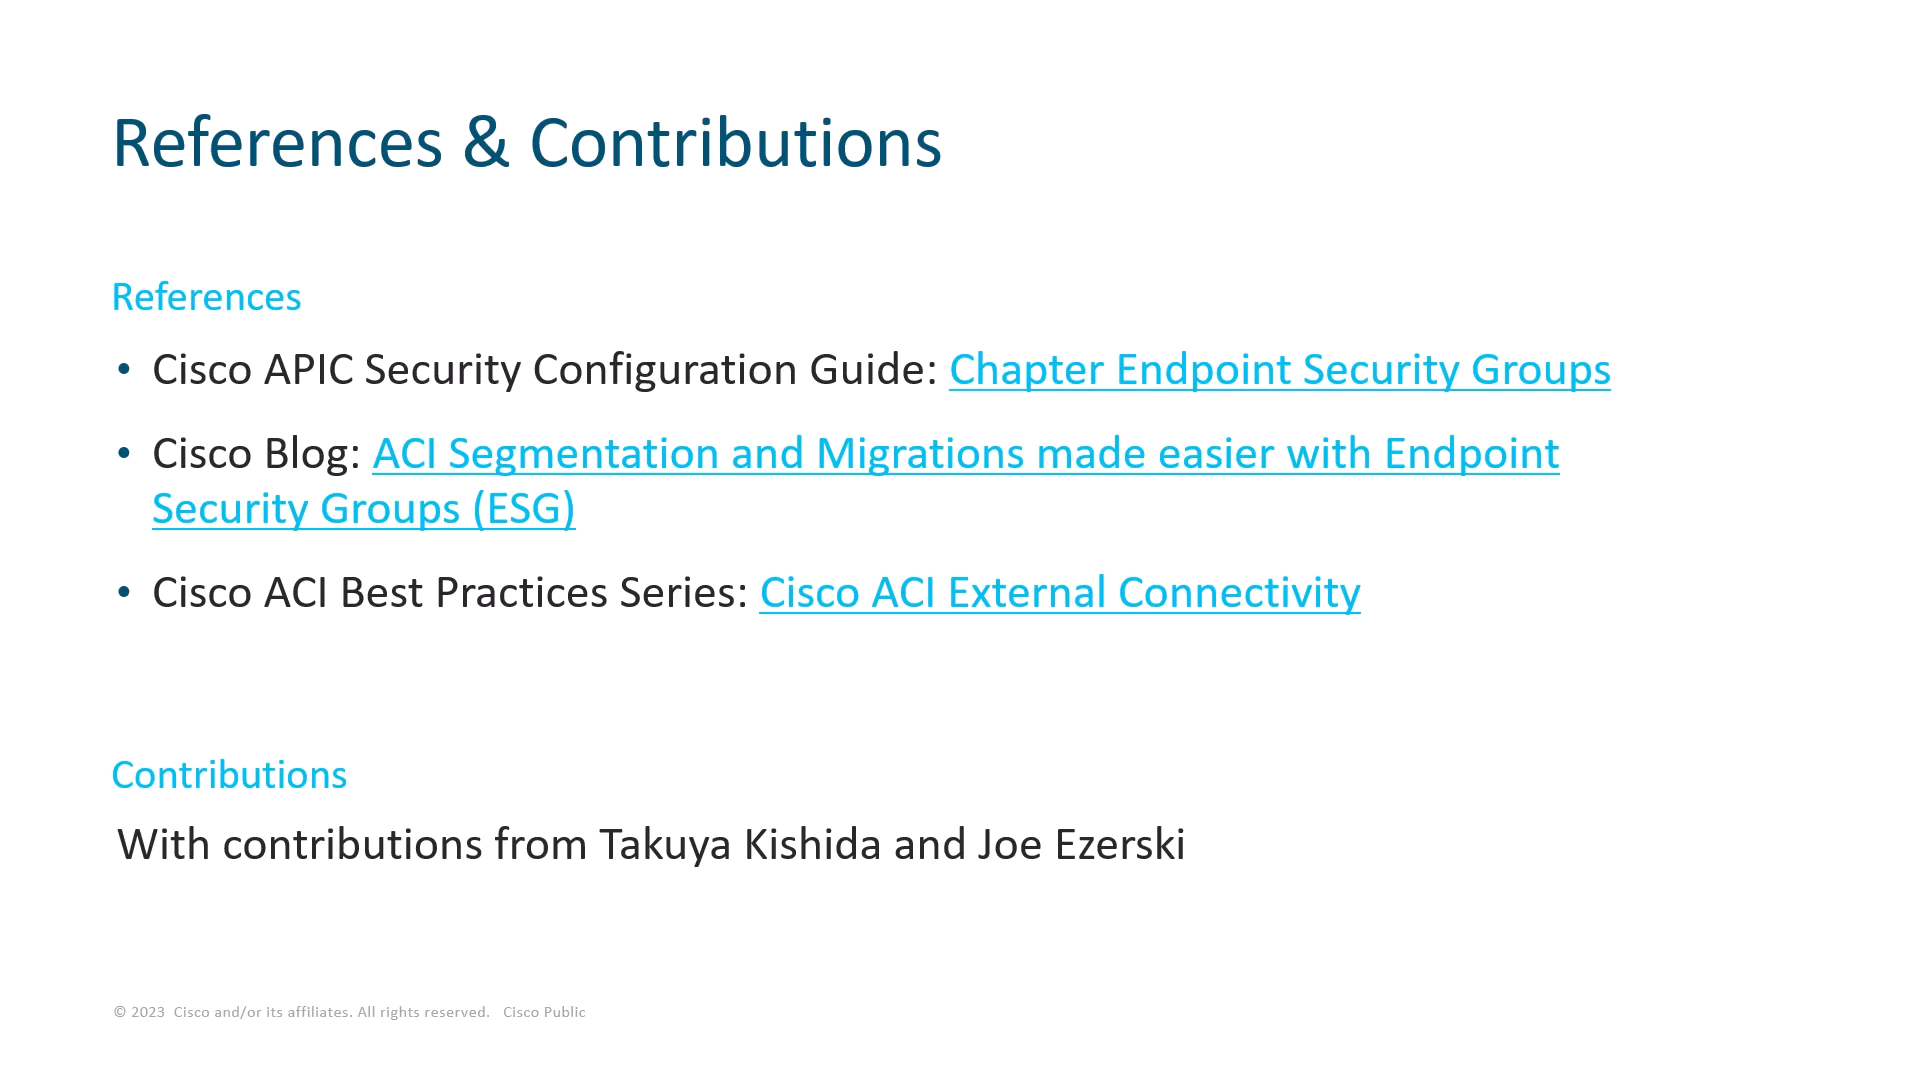 References & Contributions
References
• Cisco APIC Security Configuration Guide: Chapter Endpoint Security Groups
• Cisco Blog: ACI Segmentation and Migrations made easier with Endpoint
Security Groups (ESG)
• Cisco ACI Best Practices Series: Cisco ACI External Connectivity
Contributions
With contributions from Takuya Kishida and Joe Ezerski
© 2023 Cisco and/or its affiliates. All rights reserved. Cisco Public